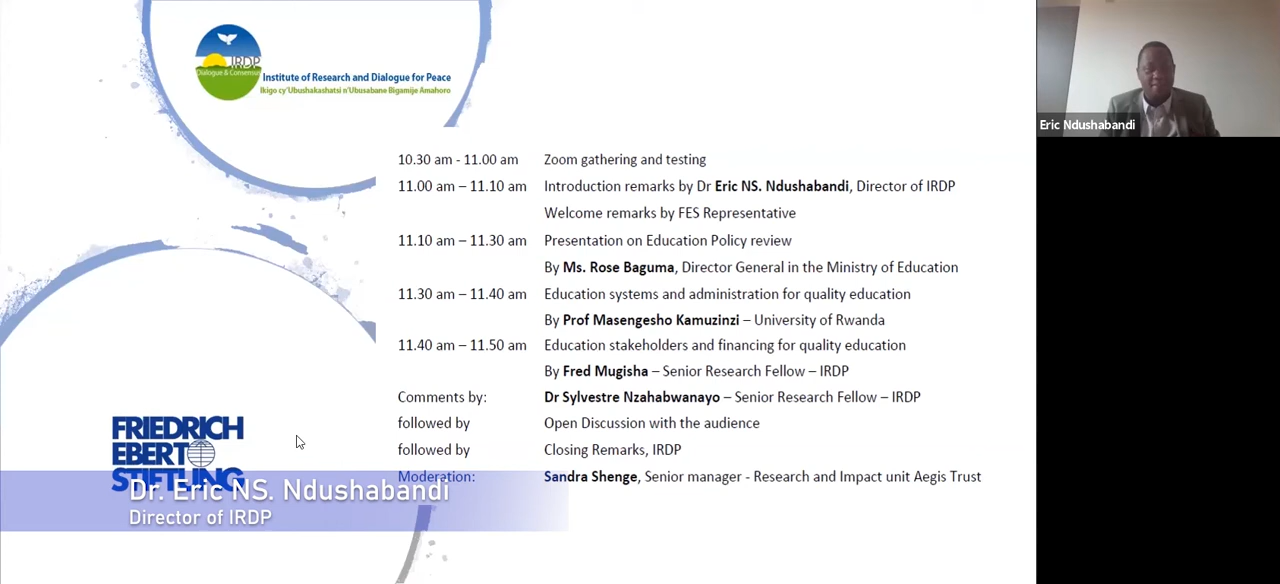 IRDP
Dialogue & Consensus
Institute of Research and Dialogue for Peace
Ikigo cy'Ubushakashatsi n'Ubusabane Bigamije Amahoro
10.30 am - 11.00 am Zoom gathering and testing
11.00 am – 11.10 am Introduction remarks by Dr Eric NS. Ndushabandi, Director of IRDP
Welcome remarks by FES Representative
11.10 am – 11.30 am Presentation on Education Policy review
By Ms. Rose Baguma, Director General in the Ministry of Education
11.30 am – 11.40 am Education systems and administration for quality education
By Prof Masengesho Kamuzinzi – University of Rwanda
11.40 am – 11.50 am Education stakeholders and financing for quality education
By Fred Mugisha – Senior Research Fellow – IRDP
Comments by: Dr Sylvestre Nzahabwanayo – Senior Research Fellow – IRDP
followed by Open Discussion with the audience
followed by Closing Remarks, IRDP
Moderation: Sandra Shenge, Senior manager - Research and Impact unit Aegis Trust
FRIEDRICH
EBERT
STIFTUNG
Dr. Eric NS. Ndushabandi
Director of IRDP
Eric Ndushabandi